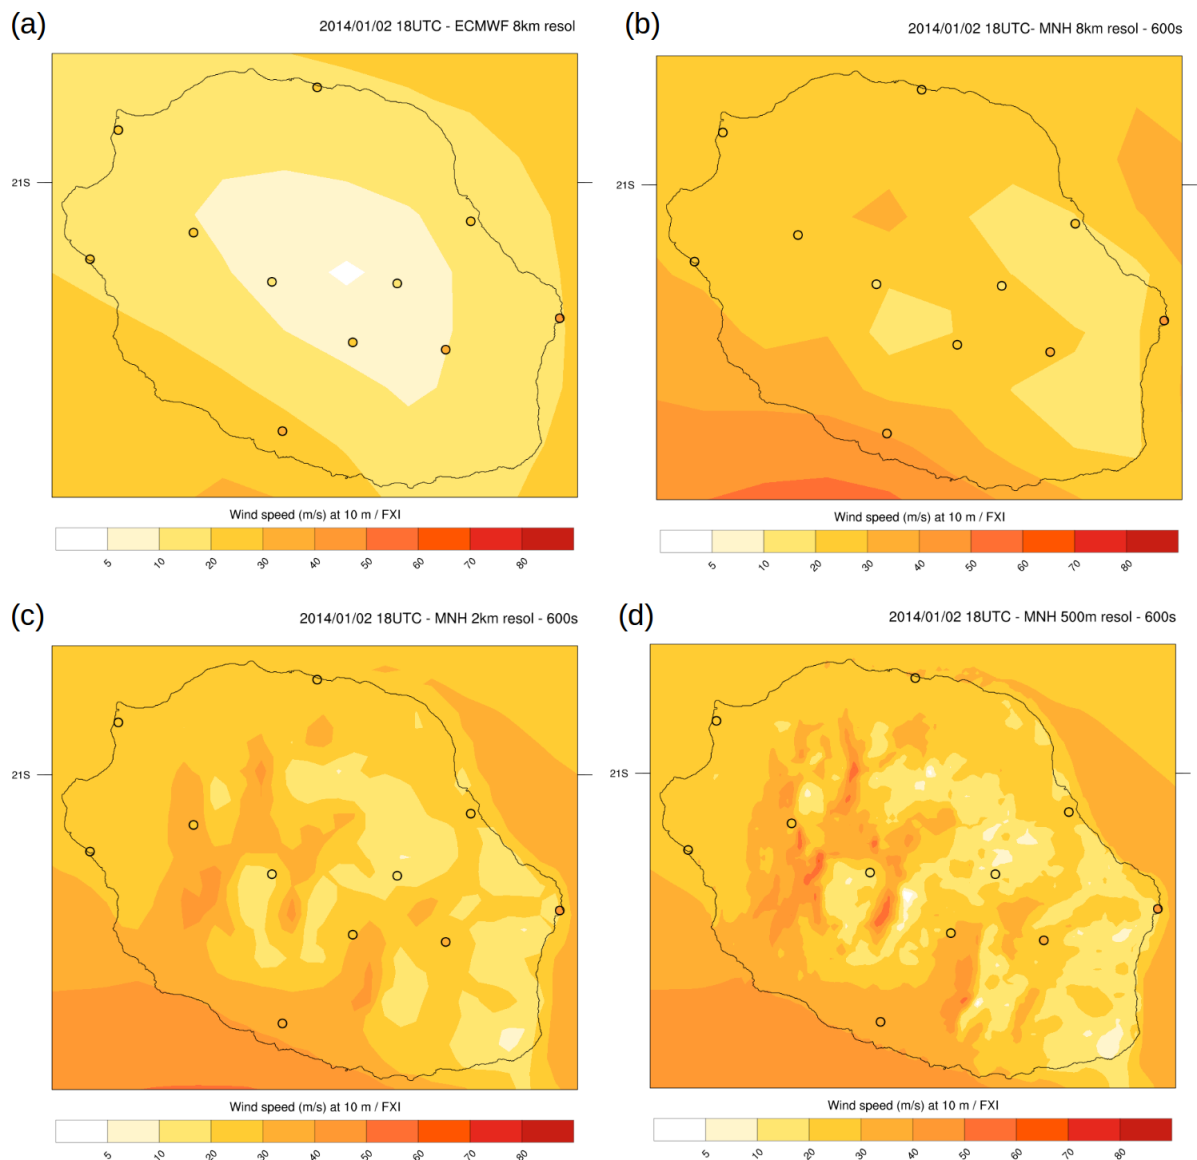 (a)
2014/01/02 18UTC - ECMWF 8km resol
21S
Wind speed (m/s) at 10 m / FXI
5 10 20 30 40 50 60 70 80
(b)
2014/01/02 18UTC- MNH 8km resol - 600s
21S
Wind speed (m/s) at 10 m / FXI
5 10 20 30 40 50 60 70 80
(c)
2014/01/02 18UTC - MNH 2km resol - 600s
21S
Wind speed (m/s) at 10 m / FXI
5 10 20 30 40 50 60 70 80
(d)
2014/01/02 18UTC - MNH 500m resol - 600s
21S
Wind speed (m/s) at 10 m / FXI
5 10 20 30 40 50 60 70 80